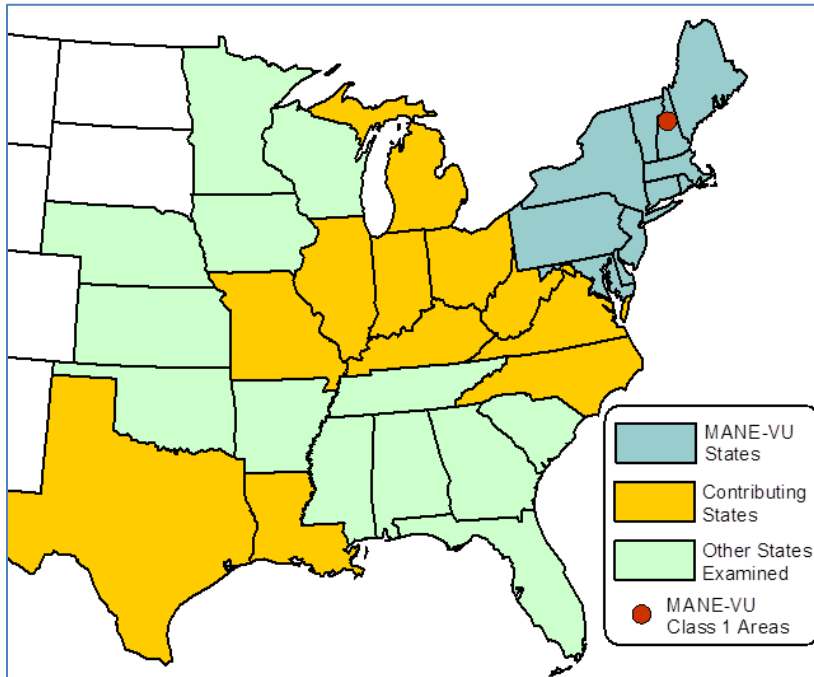 MANE-VU
States
Contributing
States
Other States
Examined
MANE-VU
Class 1 Areas